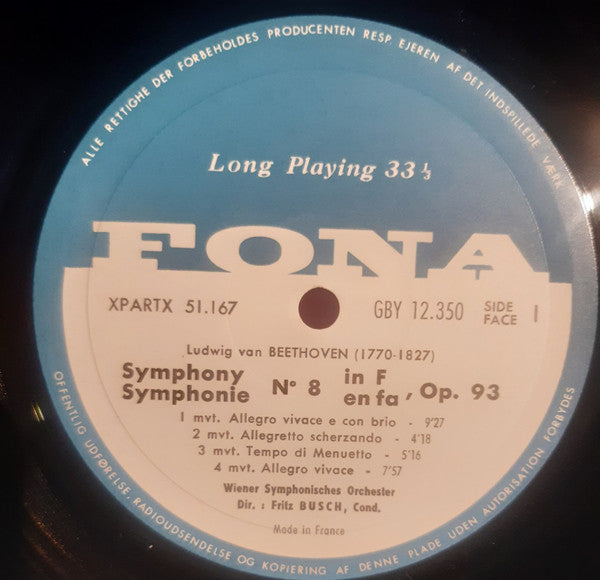 ALLE RETTIGHE DER FORBEHOLDES PRODUCENTEN RESP. EJEREN AF DET INDSPILLEDE VÆRK
Long Playing 33 1/3
FONA
XPARTX 51.167
GBY 12.350
SIDE
FACE
I
Ludwig van BEETHOVEN (1770-1827)
Symphony N° 8 in F, Op. 93
Symphonie en fa
1 mvt. Allegro vivace e con brio - 9'27
2 mvt. Allegretto scherzando - 4'18
3 mvt. Tempo di Menuetto - 5'16
4 mvt. Allegro vivace - 7'57
Wiener Symphonisches Orchester
Dir. : Fritz BUSCH, Cond.
Made in France
OFFENTLIG UDFØRELSE, RADIOUDSENDELSE OG KOPIERING AF DENNE PLADE UDEN AUTORISATION FORBYDES